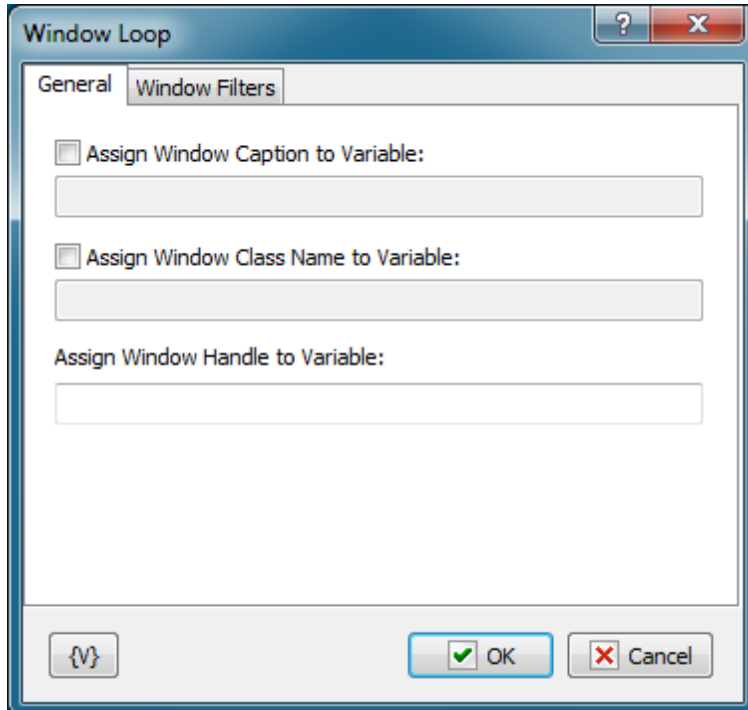 Window Loop
General
Window Filters
Assign Window Caption to Variable:
Assign Window Class Name to Variable:
Assign Window Handle to Variable:
{V}
OK
Cancel